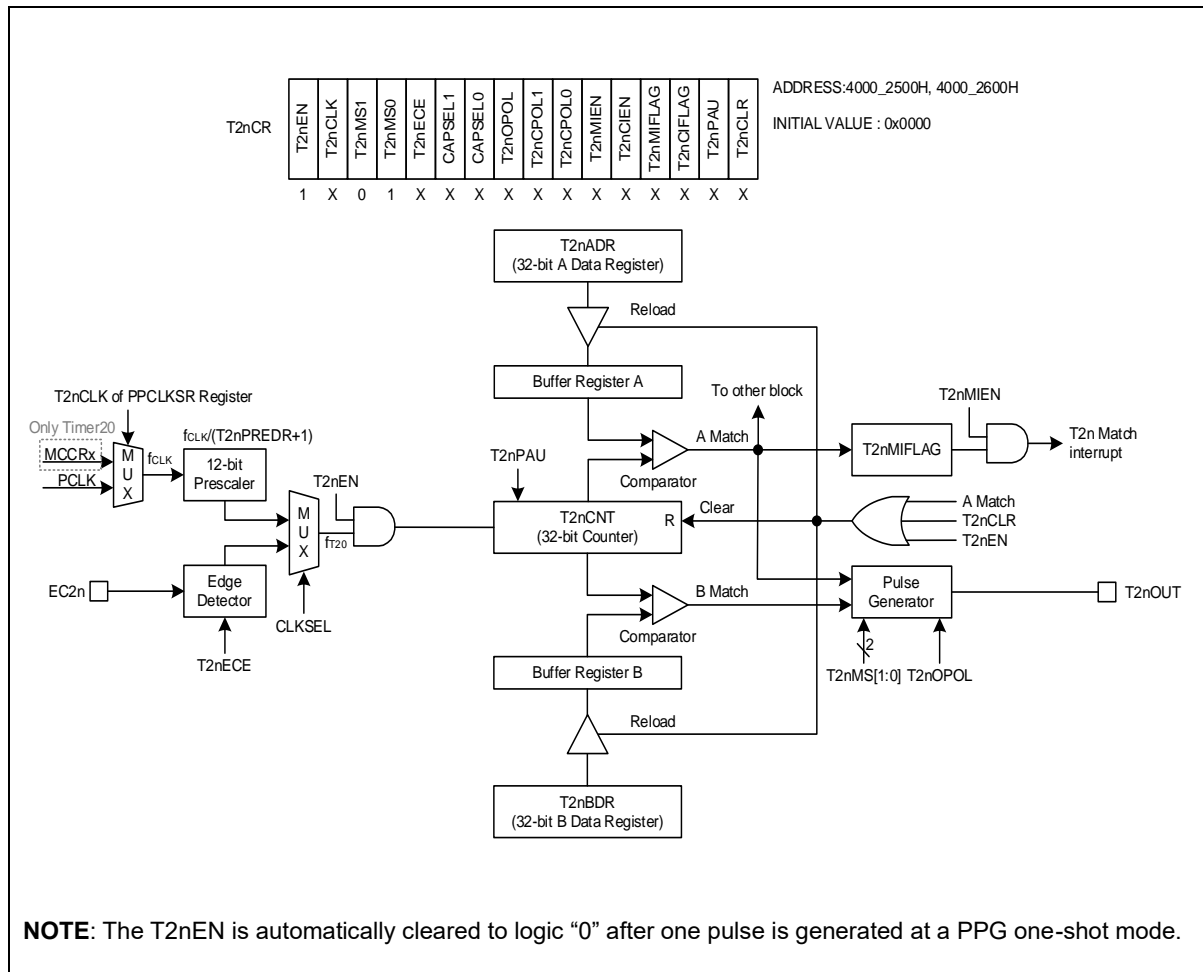 T2nCR
T2nEN
T2nCLK
T2nMS1
T2nMS0
T2nECE
CAPSEL1
CAPSEL0
T2nOPOL
T2nCPOL1
T2nCPOL0
T2nMIEN
T2nCIEN
T2nMIFLAG
T2nCIFLAG
T2nPAU
T2nCLR
ADDRESS:4000_2500H, 4000_2600H
INITIAL VALUE : 0x0000
1 X 0 1 X X X X X X X X X X X X
T2nADR
(32-bit A Data Register)
Reload
Buffer Register A
T2nCLK of PPCLKSR Register
Only Timer20
MCCRx
PCLK
MUX
fCLK
fCLK/(T2nPREDR+1)
12-bit
Prescaler
T2nEN
MUX
fT20
EC2n
Edge
Detector
CLKSEL
T2nECE
T2nPAU
T2nCNT
(32-bit Counter)
R
Clear
A Match
Comparator
To other block
T2nMIFLAG
T2nMIEN
T2n Match
interrupt
A Match
T2nCLR
T2nEN
B Match
Comparator
Pulse
Generator
T2nOUT
2
T2nMS[1:0]
T2nOPOL
Buffer Register B
Reload
T2nBDR
(32-bit B Data Register)
NOTE: The T2nEN is automatically cleared to logic “0” after one pulse is generated at a PPG one-shot mode.